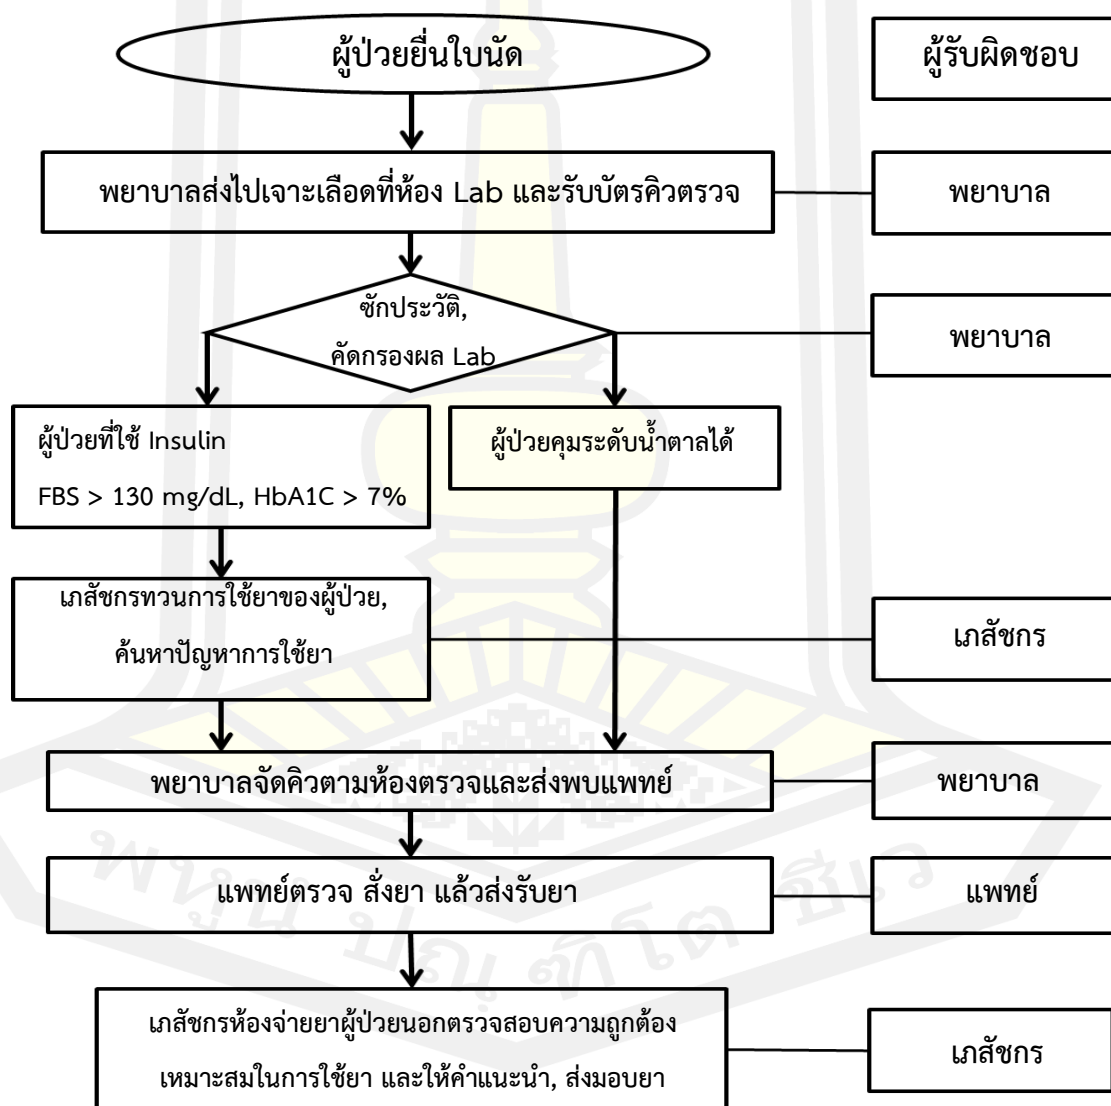 ผู้ป่วยยื่นใบนัด
ผู้รับผิดชอบ
พยาบาลส่งไปเจาะเลือดที่ห้อง Lab และรับบัตรคิวตรวจ
พยาบาล
ซักประวัติ,
คัดกรองผล Lab
พยาบาล
ผู้ป่วยที่ใช้ Insulin
FBS > 130 mg/dL, HbA1C > 7%
ผู้ป่วยคุมระดับน้ำตาลได้
เภสัชกรทวนการใช้ยาของผู้ป่วย,
ค้นหาปัญหาการใช้ยา
เภสัชกร
พยาบาลจัดคิวตามห้องตรวจและส่งพบแพทย์
พยาบาล
แพทย์ตรวจ สั่งยา แล้วส่งรับยา
แพทย์
เภสัชกรห้องจ่ายยาผู้ป่วยนอกตรวจสอบความถูกต้อง
เหมาะสมในการใช้ยา และให้คำแนะนำ, ส่งมอบยา
เภสัชกร
พหูน ปณฺฑิโต ชีเว